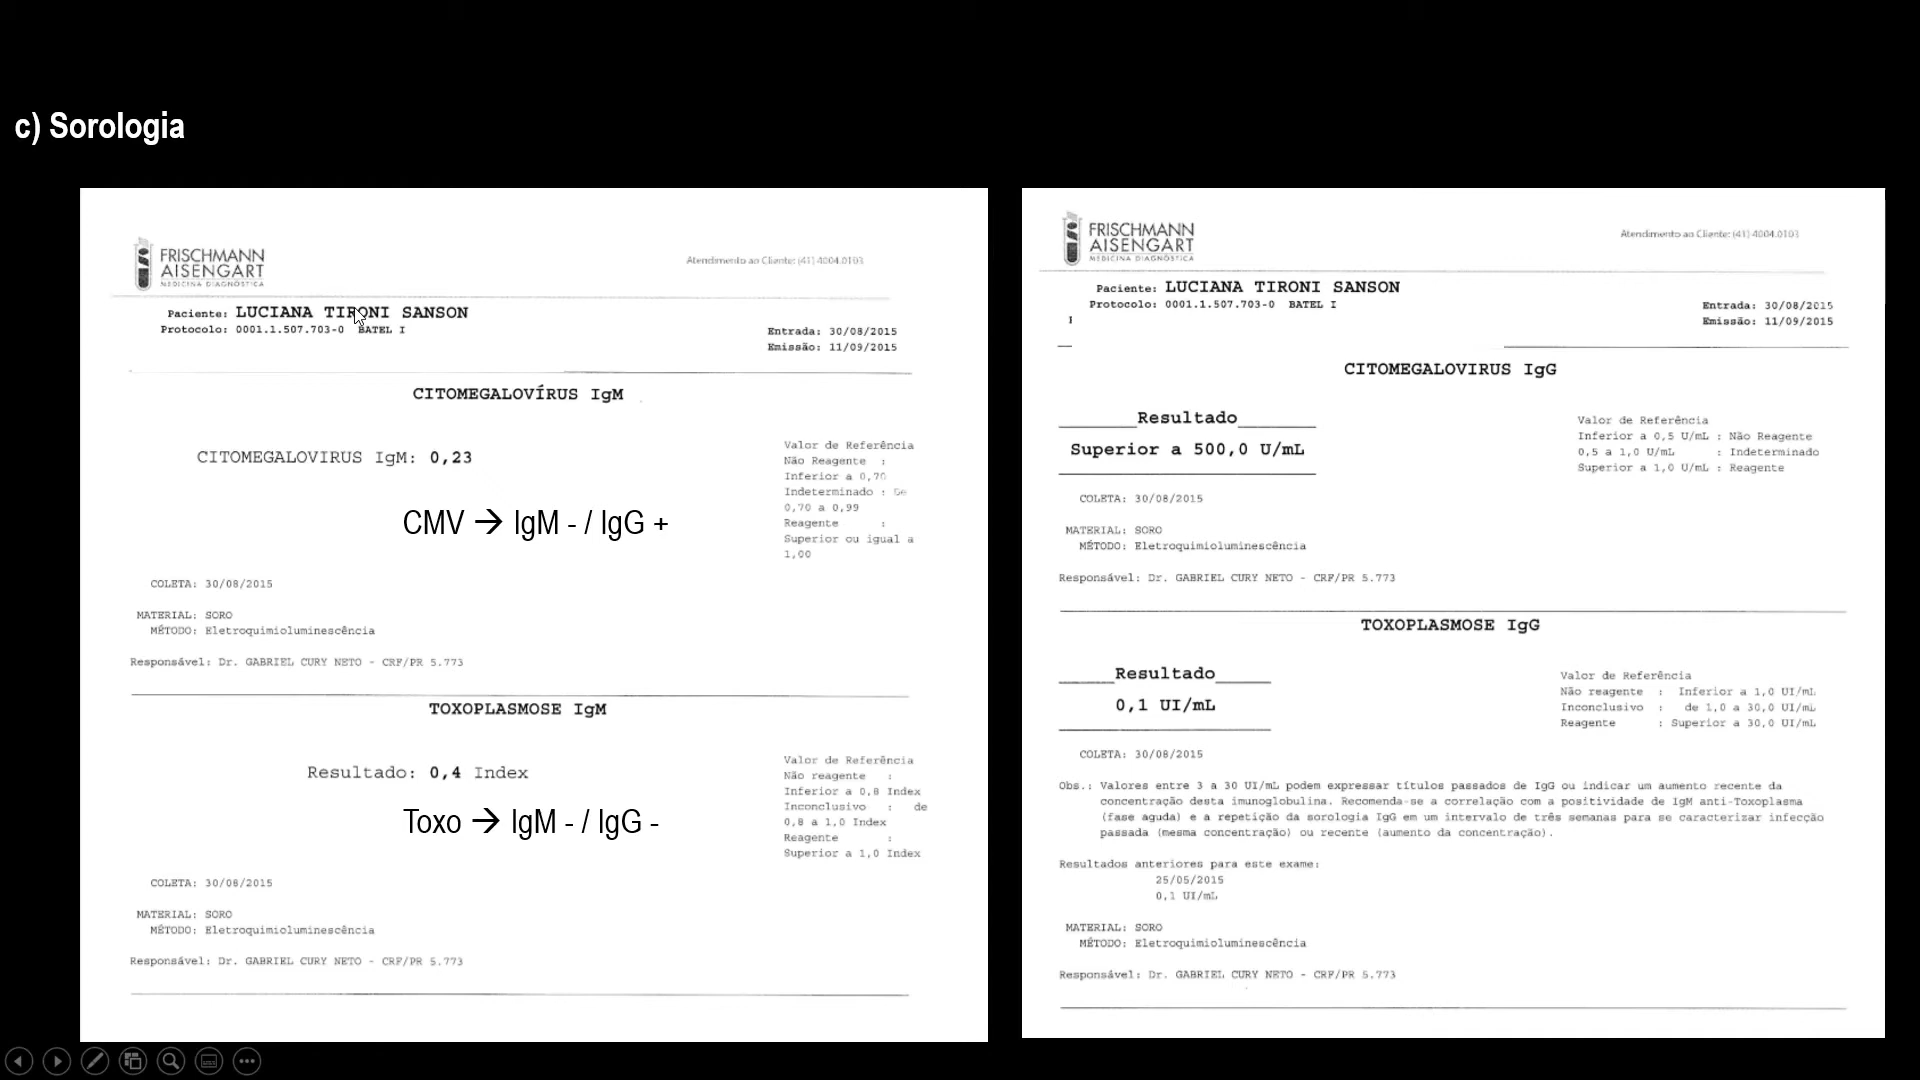 c) Sorologia
FRISCHMANN
AISENGART
MEDICINA DIAGNÓSTICA
Atendimento ao Cliente: (41) 4004.0103
Paciente: LUCIANA TIRONI SANSON
Protocolo: 0001.1.507.703-0 BATEL I
Entrada: 30/08/2015
Emissão: 11/09/2015
CITOMEGALOVÍRUS IgM
CITOMEGALOVIRUS IgM: 0,23
Valor de Referência
Não Reagente :
Inferior a 0,70
Indeterminado : De
0,70 a 0,99
Reagente :
Superior ou igual a
1,00
CMV → IgM - / IgG +
COLETA: 30/08/2015
MATERIAL: SORO
MÉTODO: Eletroquimioluminescência
Responsável: Dr. GABRIEL CURY NETO - CRF/PR 5.773
TOXOPLASMOSE IgM
Resultado: 0,4 Index
Valor de Referência
Não reagente :
Inferior a 0,8 Index
Inconclusivo : de
0,8 a 1,0 Index
Reagente :
Superior a 1,0 Index
Toxo → IgM - / IgG -
COLETA: 30/08/2015
MATERIAL: SORO
MÉTODO: Eletroquimioluminescência
Responsável: Dr. GABRIEL CURY NETO - CRF/PR 5.773
FRISCHMANN
AISENGART
MEDICINA DIAGNÓSTICA
Atendimento ao Cliente: (41) 4004.0103
Paciente: LUCIANA TIRONI SANSON
Protocolo: 0001.1.507.703-0 BATEL I
Entrada: 30/08/2015
Emissão: 11/09/2015
CITOMEGALOVIRUS IgG
Resultado
Superior a 500,0 U/mL
Valor de Referência
Inferior a 0,5 U/mL : Não Reagente
0,5 a 1,0 U/mL : Indeterminado
Superior a 1,0 U/mL : Reagente
COLETA: 30/08/2015
MATERIAL: SORO
MÉTODO: Eletroquimioluminescência
Responsável: Dr. GABRIEL CURY NETO - CRF/PR 5.773
TOXOPLASMOSE IgG
Resultado
0,1 UI/mL
Valor de Referência
Não reagente : Inferior a 1,0 UI/mL
Inconclusivo : de 1,0 a 30,0 UI/mL
Reagente : Superior a 30,0 UI/mL
COLETA: 30/08/2015
Obs.: Valores entre 3 a 30 UI/mL podem expressar títulos passados de IgG ou indicar um aumento recente da
concentração desta imunoglobulina. Recomenda-se a correlação com a positividade de IgM anti-Toxoplasma
(fase aguda) e a repetição da sorologia IgG em um intervalo de três semanas para se caracterizar infecção
passada (mesma concentração) ou recente (aumento da concentração).
Resultados anteriores para este exame:
25/05/2015
0,1 UI/mL
MATERIAL: SORO
MÉTODO: Eletroquimioluminescência
Responsável: Dr. GABRIEL CURY NETO - CRF/PR 5.773